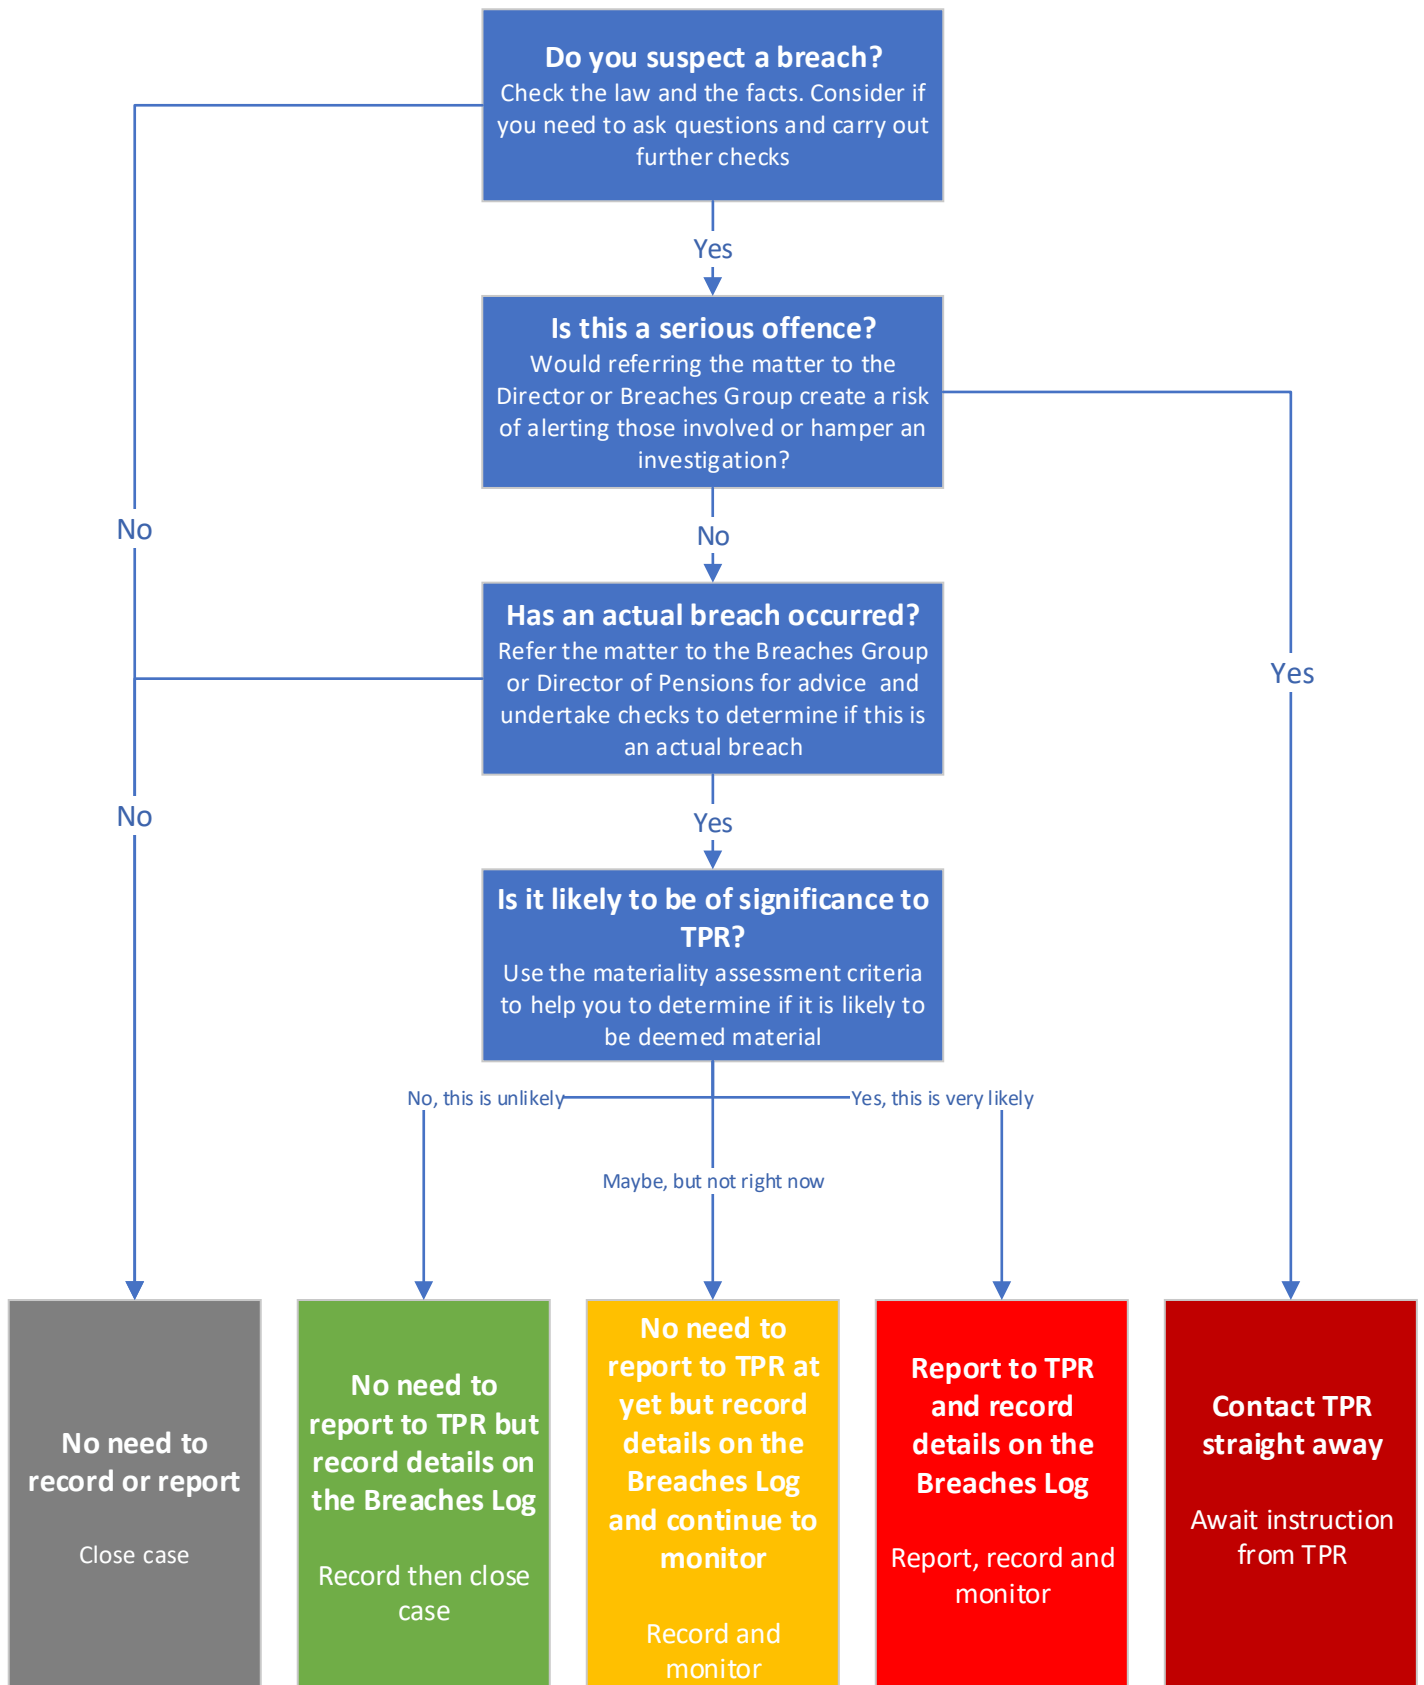 Do you suspect a breach?
Check the law and the facts. Consider if
you need to ask questions and carry out
further checks
Yes
Is this a serious offence?
Would referring the matter to the
Director or Breaches Group create a risk
of alerting those involved or hamper an
investigation?
No
No
Has an actual breach occurred?
Refer the matter to the Breaches Group
or Director of Pensions for advice and
undertake checks to determine if this is
an actual breach
Yes
No
Yes
Is it likely to be of significance to
TPR?
Use the materiality assessment criteria
to help you to determine if it is likely to
be deemed material
No, this is unlikely
Yes, this is very likely
Maybe, but not right now
No need to
record or report
Close case
No need to
report to TPR but
record details on
the Breaches Log
Record then close
case
No need to
report to TPR at
yet but record
details on the
Breaches Log
and continue to
monitor
Record and
monitor
Report to TPR
and record
details on the
Breaches Log
Report, record and
monitor
Contact TPR
straight away
Await instruction
from TPR